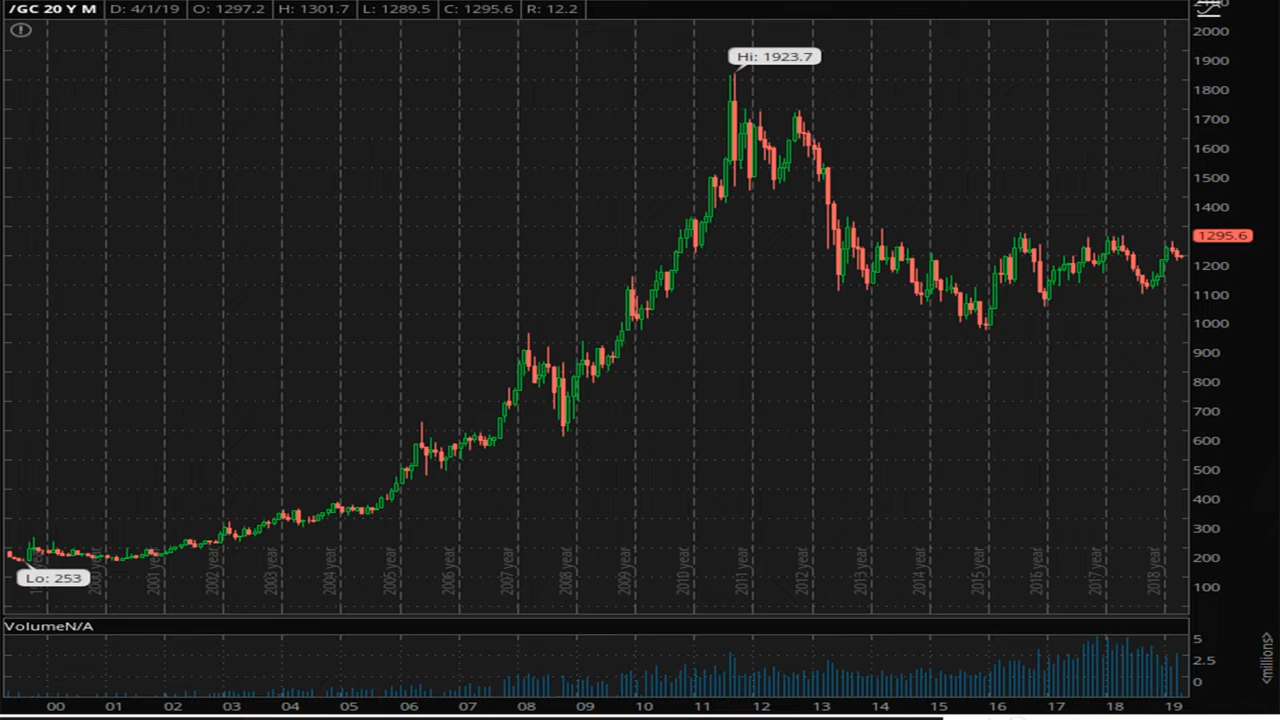 /GC 20 Y M D: 4/1/19 O: 1297.2 H: 1301.7 L: 1289.5 C: 1295.6 R: 12.2
Hi: 1923.7
2000
1900
1800
1700
1600
1500
1400
1295.6
1200
1100
1000
900
800
700
600
500
400
300
200
100
Lo: 253
2001 year
2002 year
2003 year
2004 year
2005 year
2006 year
2007 year
2008 year
2009 year
2010 year
2011 year
2012 year
2013 year
2014 year
2015 year
2016 year
2017 year
2018 year
VolumeN/A
5
2.5
0
<millions>
00 01 02 03 04 05 06 07 08 09 10 11 12 13 14 15 16 17 18 19